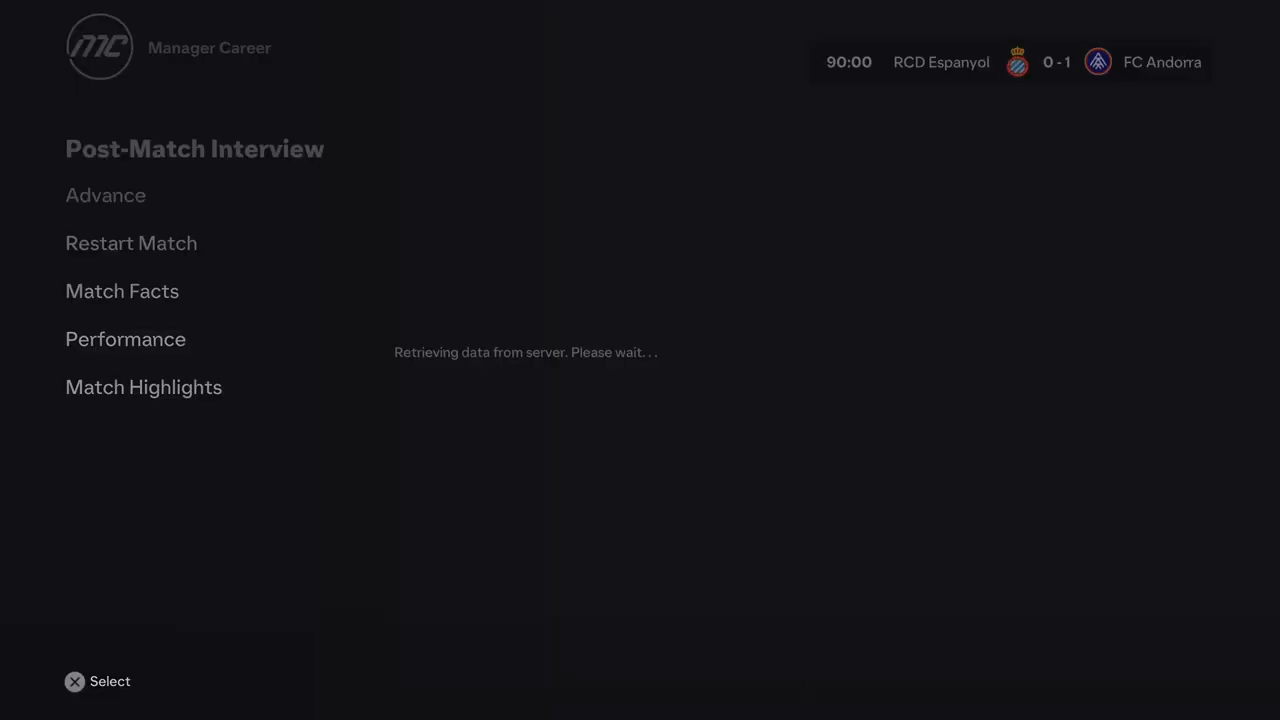 MC Manager Career
90:00 RCD Espanyol 0 - 1 FC Andorra
Post-Match Interview
Advance
Restart Match
Match Facts
Performance
Retrieving data from server. Please wait. . .
Match Highlights
Select